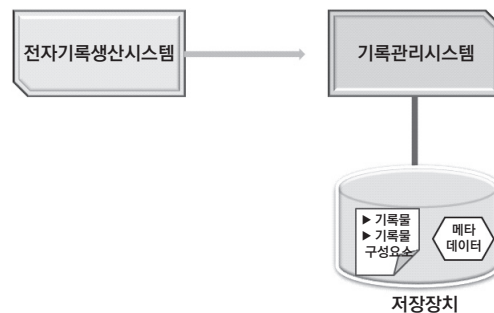 전자기록생산시스템
기록관리시스템
▶ 기록물
▶ 기록물
구성요소
메타
데이터
저장장치